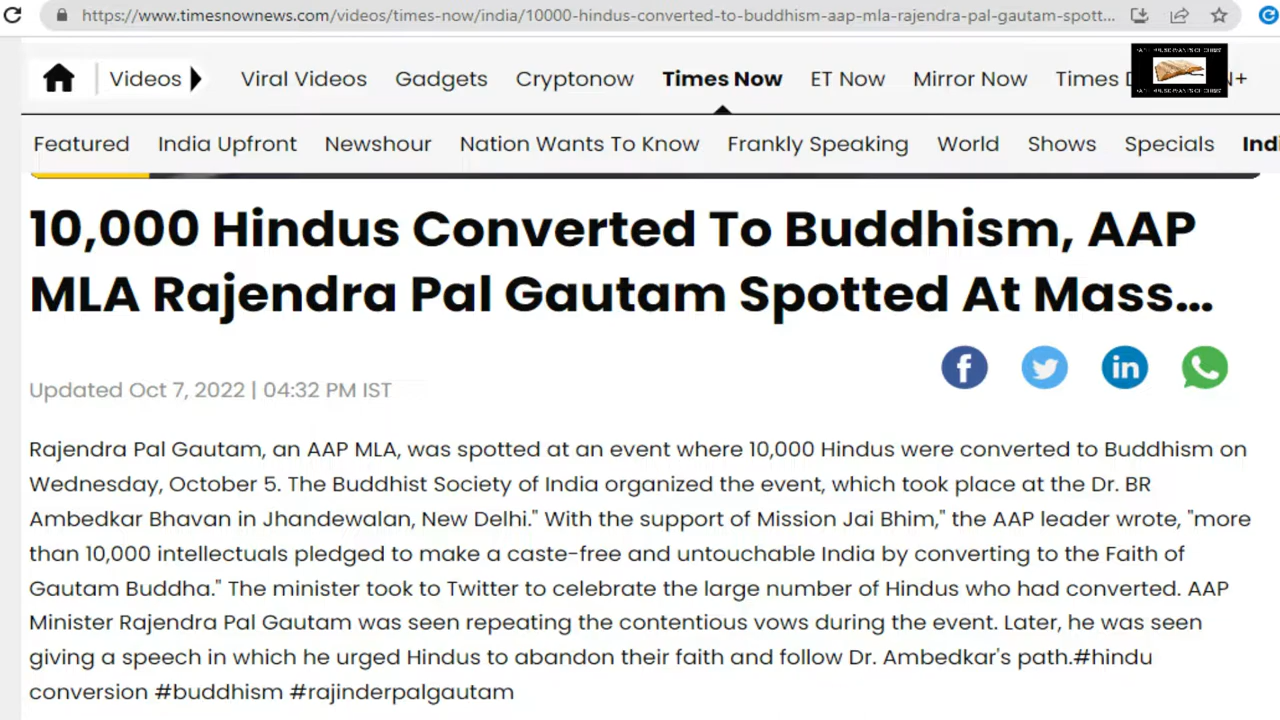 https://www.timesnownews.com/videos/times-now/india/10000-hindus-converted-to-buddhism-aap-mla-rajendra-pal-gautam-spott...
Videos Viral Videos Gadgets Cryptonow Times Now ET Now Mirror Now Times
Featured India Upfront Newshour Nation Wants To Know Frankly Speaking World Shows Specials Indi
10,000 Hindus Converted To Buddhism, AAP
MLA Rajendra Pal Gautam Spotted At Mass...
Updated Oct 7, 2022 | 04:32 PM IST
Rajendra Pal Gautam, an AAP MLA, was spotted at an event where 10,000 Hindus were converted to Buddhism on
Wednesday, October 5. The Buddhist Society of India organized the event, which took place at the Dr. BR
Ambedkar Bhavan in Jhandewalan, New Delhi." With the support of Mission Jai Bhim," the AAP leader wrote, "more
than 10,000 intellectuals pledged to make a caste-free and untouchable India by converting to the Faith of
Gautam Buddha." The minister took to Twitter to celebrate the large number of Hindus who had converted. AAP
Minister Rajendra Pal Gautam was seen repeating the contentious vows during the event. Later, he was seen
giving a speech in which he urged Hindus to abandon their faith and follow Dr. Ambedkar's path.#hindu
conversion #buddhism #rajinderpalgautam